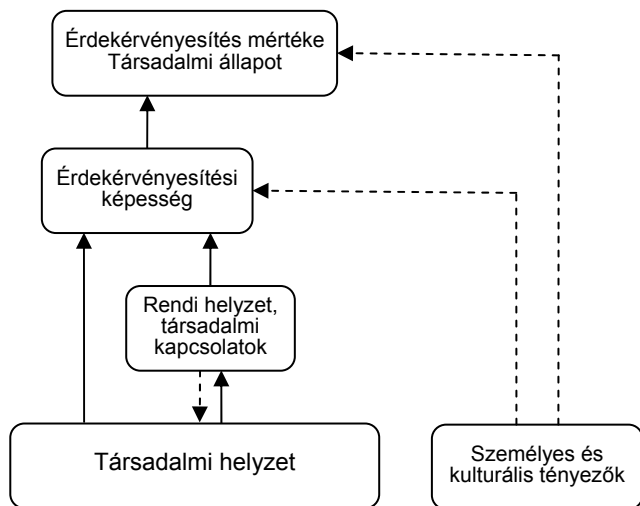 Érdekérvényesítés mértéke
Társadalmi állapot
Érdekérvényesítési
képesség
Rendi helyzet,
társadalmi
kapcsolatok
Társadalmi helyzet
Személyes és
kulturális tényezők